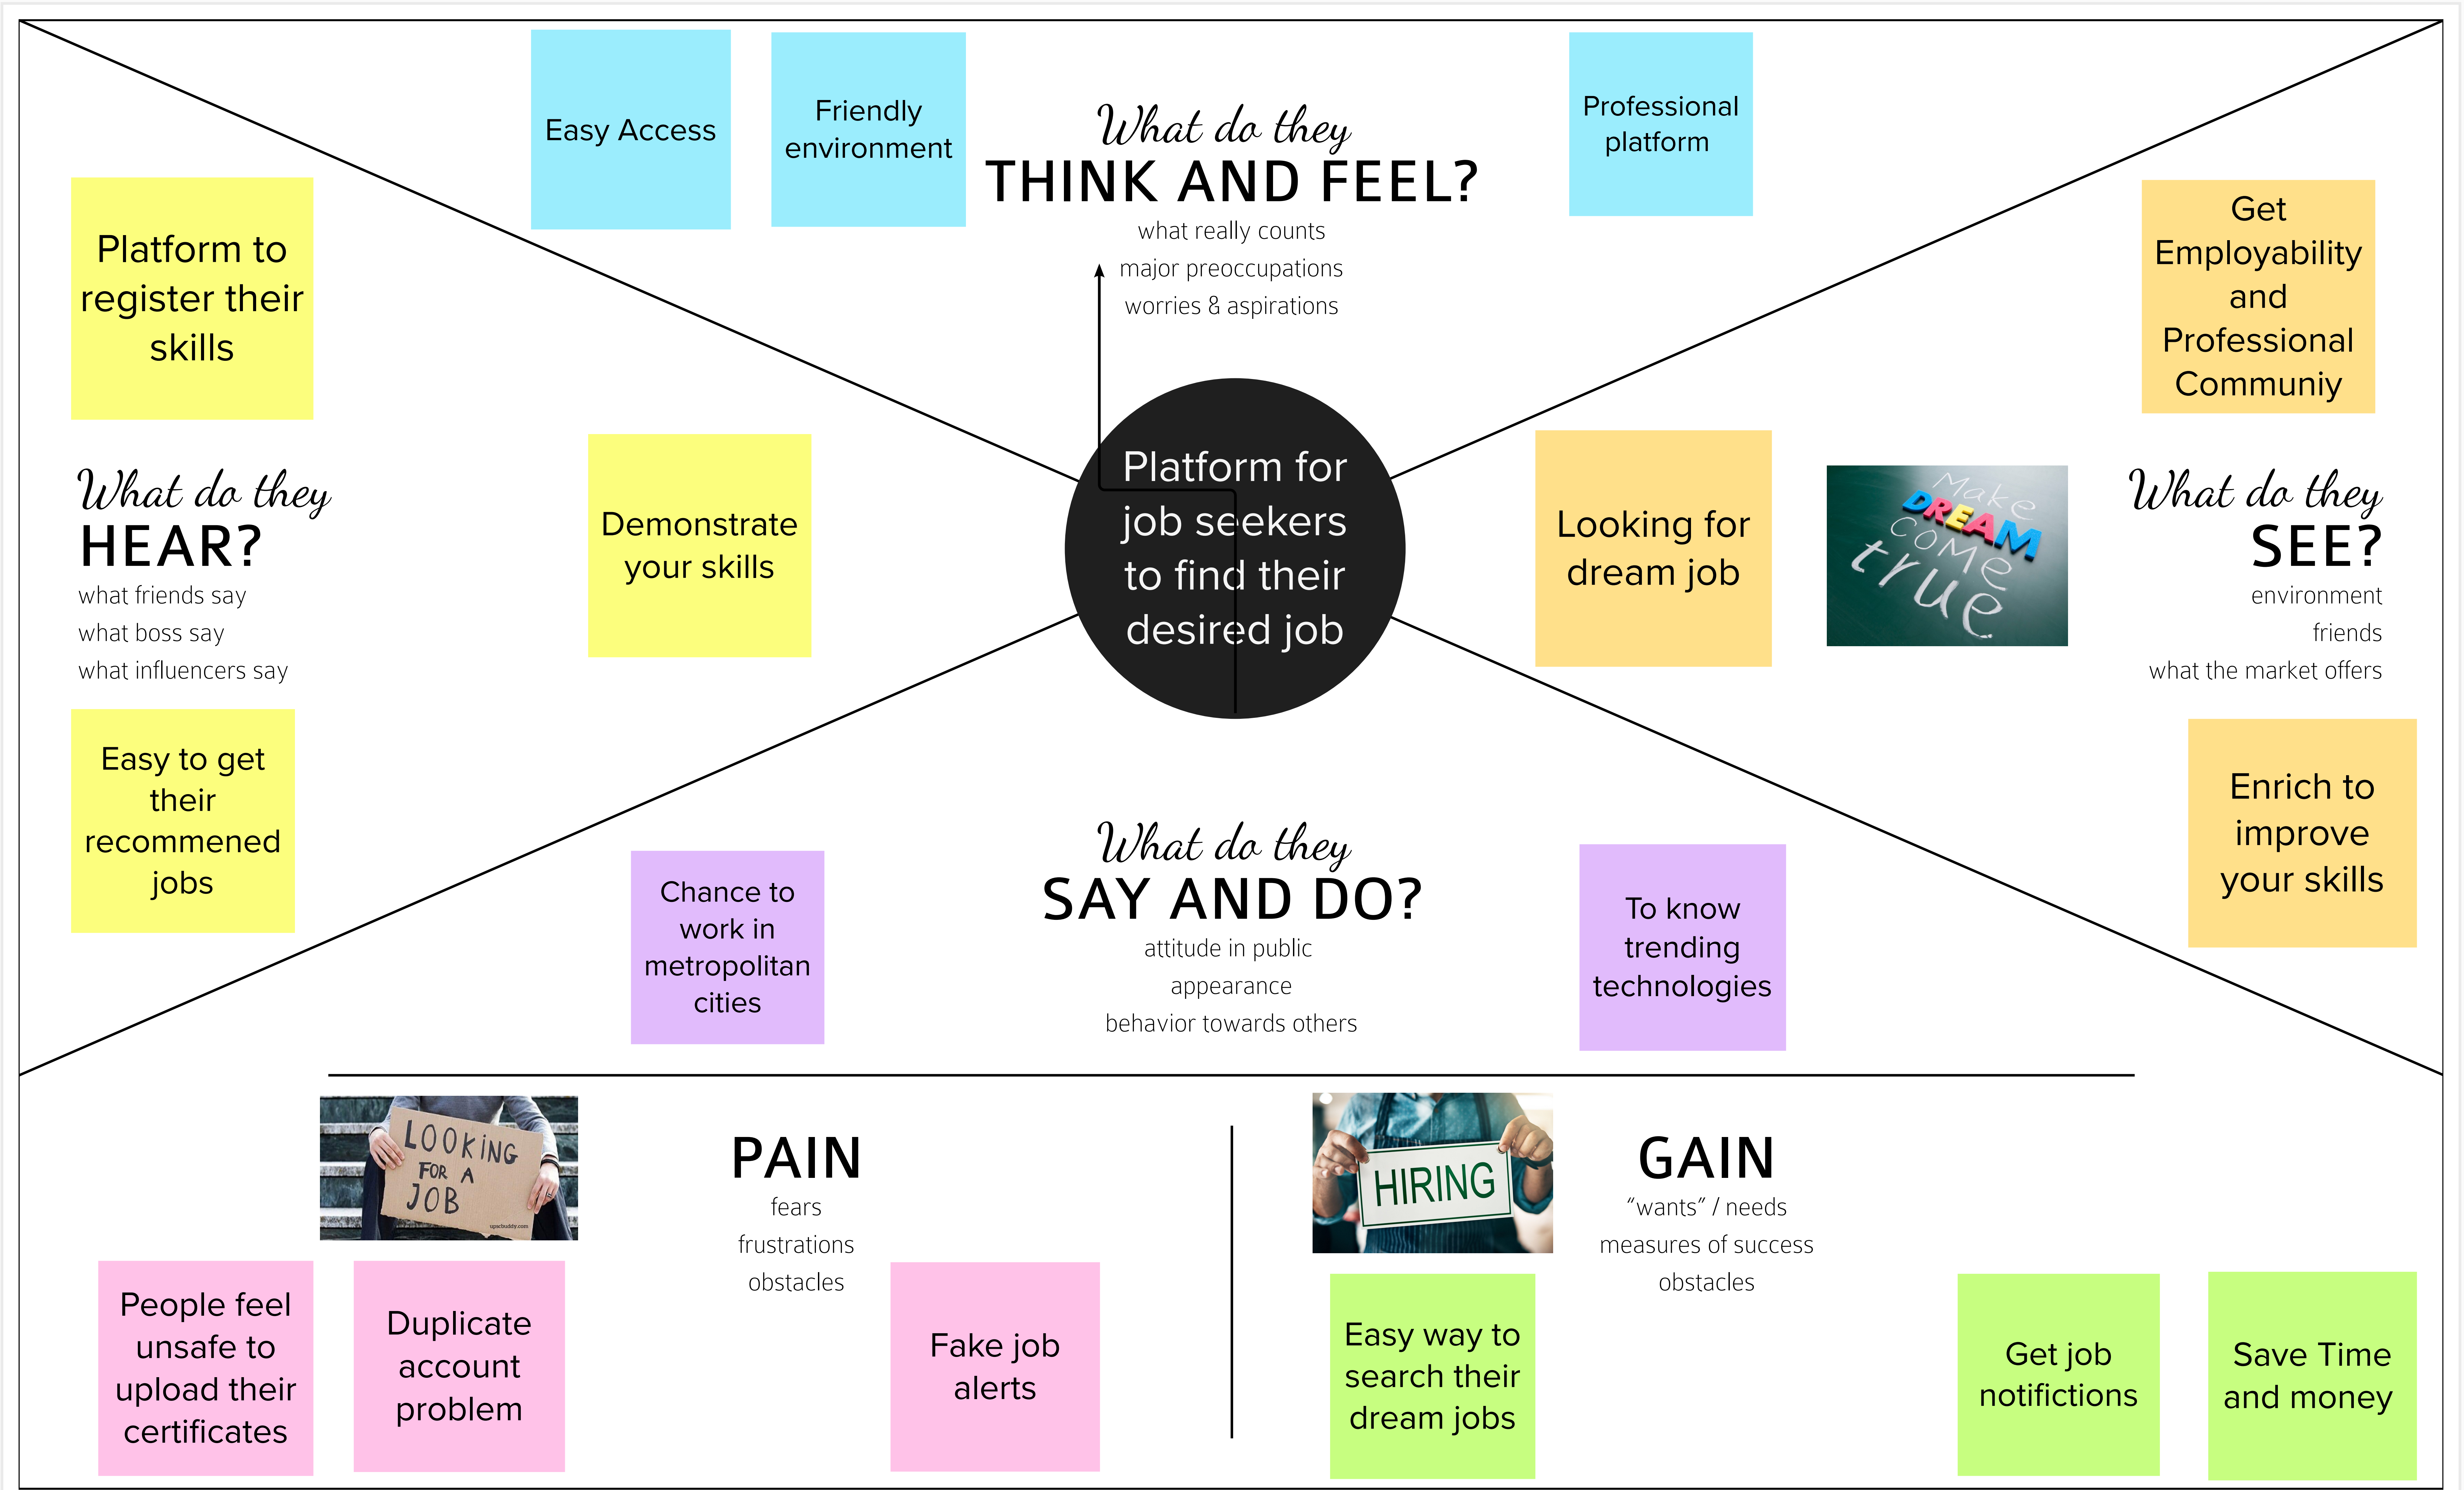 Easy Access
Friendly
environment
What do they
THINK AND FEEL?
what really counts
major preoccupations
worries & aspirations
Professional
platform
Platform to
register their
skills
What do they
HEAR?
what friends say
what boss say
what influencers say
Demonstrate
your skills
Easy to get
their
recommened
jobs
Platform for
job seekers
to find their
desired job
Looking for
dream job
Make
DREAM
COME
true
Get
Employability
and
Professional
Communiy
What do they
SEE?
environment
friends
what the market offers
Enrich to
improve
your skills
Chance to
work in
metropolitan
cities
What do they
SAY AND DO?
attitude in public
appearance
behavior towards others
To know
trending
technologies
LOOKING
FOR A
JOB
upscbuddy.com
PAIN
fears
frustrations
obstacles
People feel
unsafe to
upload their
certificates
Duplicate
account
problem
Fake job
alerts
HIRING
GAIN
“wants” / needs
measures of success
obstacles
Easy way to
search their
dream jobs
Get job
notifictions
Save Time
and money